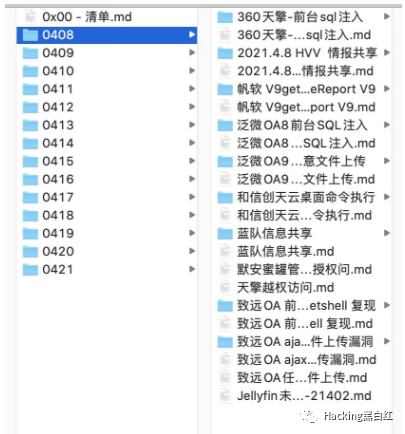 0x00 - 清单.md
0408
0409
0410
0411
0412
0413
0414
0415
0416
0417
0418
0419
0420
0421
360天擎-前台sql注入
360天擎-...sql注入.md
2021.4.8 HVV 情报共享
2021.4.8...情报共享.md
帆软 V9get...eReport V9
帆软 V9get...port V9.md
泛微OA8前台SQL注入
泛微OA8 ...SQL注入.md
泛微OA9 ...意文件上传
泛微OA9 ...文件上传.md
和信创天云桌面命令执行
和信创天云...令执行.md
蓝队信息共享
蓝队信息共享.md
默安蜜罐管...授权问.md
天擎越权访问.md
致远OA 前...etshell 复现
致远OA 前...ell 复现.md
致远OA aja...件上传漏洞
致远OA ajax...传漏洞.md
致远OA任...件上传.md
Jellyfin未...-21402.md
Hacking黑白红